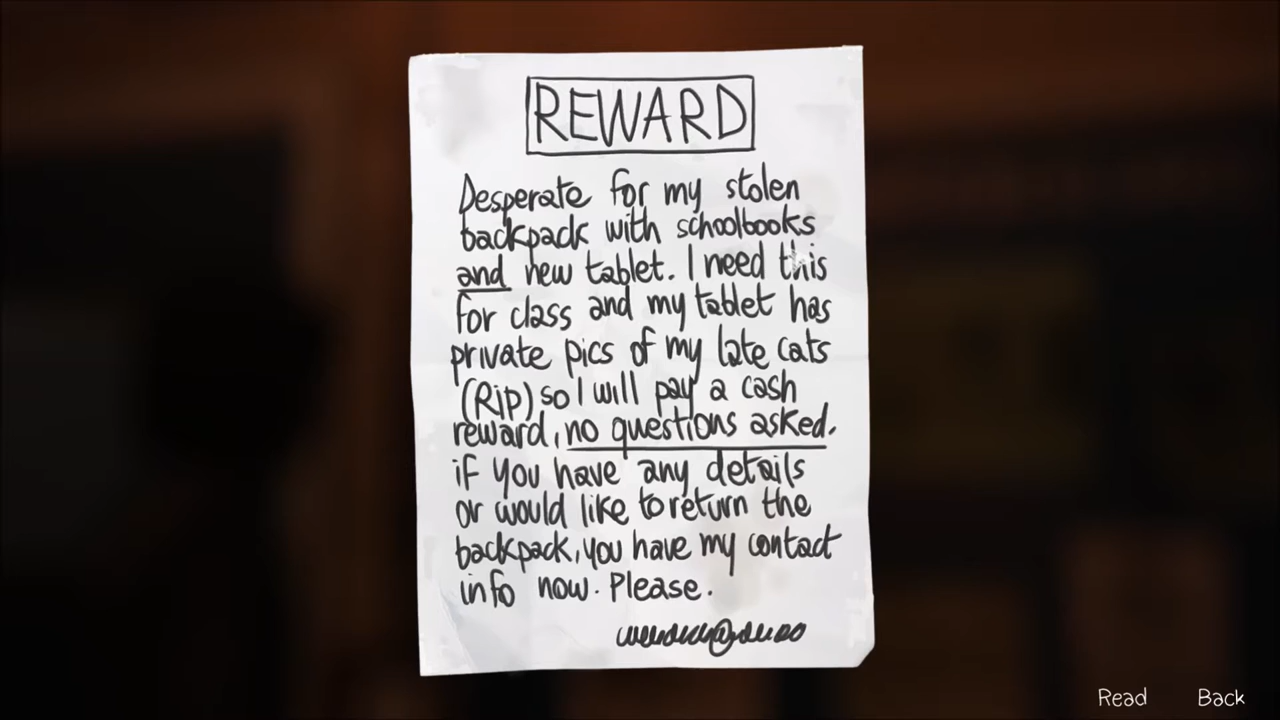 REWARD
Desperate for my stolen
backpack with schoolbooks
and new tablet. I need this
for class and my tablet has
private pics of my late cats
(Rip) so I will pay a cash
reward, no questions asked.
if you have any details
or would like to return the
backpack, you have my contact
info now. Please.
Read Back